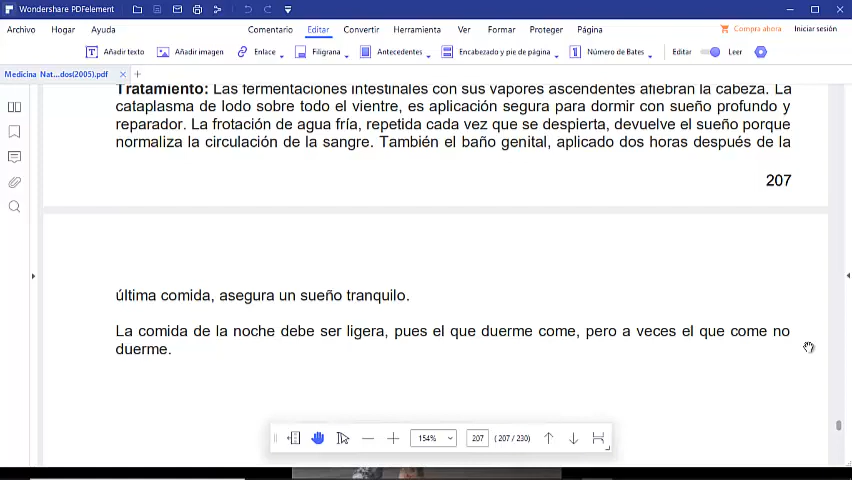 Wondershare PDFelement
Archivo Hogar Ayuda Comentario Editar Convertir Herramienta Ver Formar Proteger Página Compra ahora Iniciar sesión
Añadir texto Añadir imagen Enlace Filigrana Antecedentes Encabezado y pie de página Número de Bates Editar Leer
Medicina Nat...dos(2005).pdf
Tratamiento: Las fermentaciones intestinales con sus vapores ascendentes afiebran la cabeza. La
cataplasma de lodo sobre todo el vientre, es aplicación segura para dormir con sueño profundo y
reparador. La frotación de agua fría, repetida cada vez que se despierta, devuelve el sueño porque
normaliza la circulación de la sangre. También el baño genital, aplicado dos horas después de la
207
última comida, asegura un sueño tranquilo.
La comida de la noche debe ser ligera, pues el que duerme come, pero a veces el que come no
duerme.
154% 207 (207 / 230)